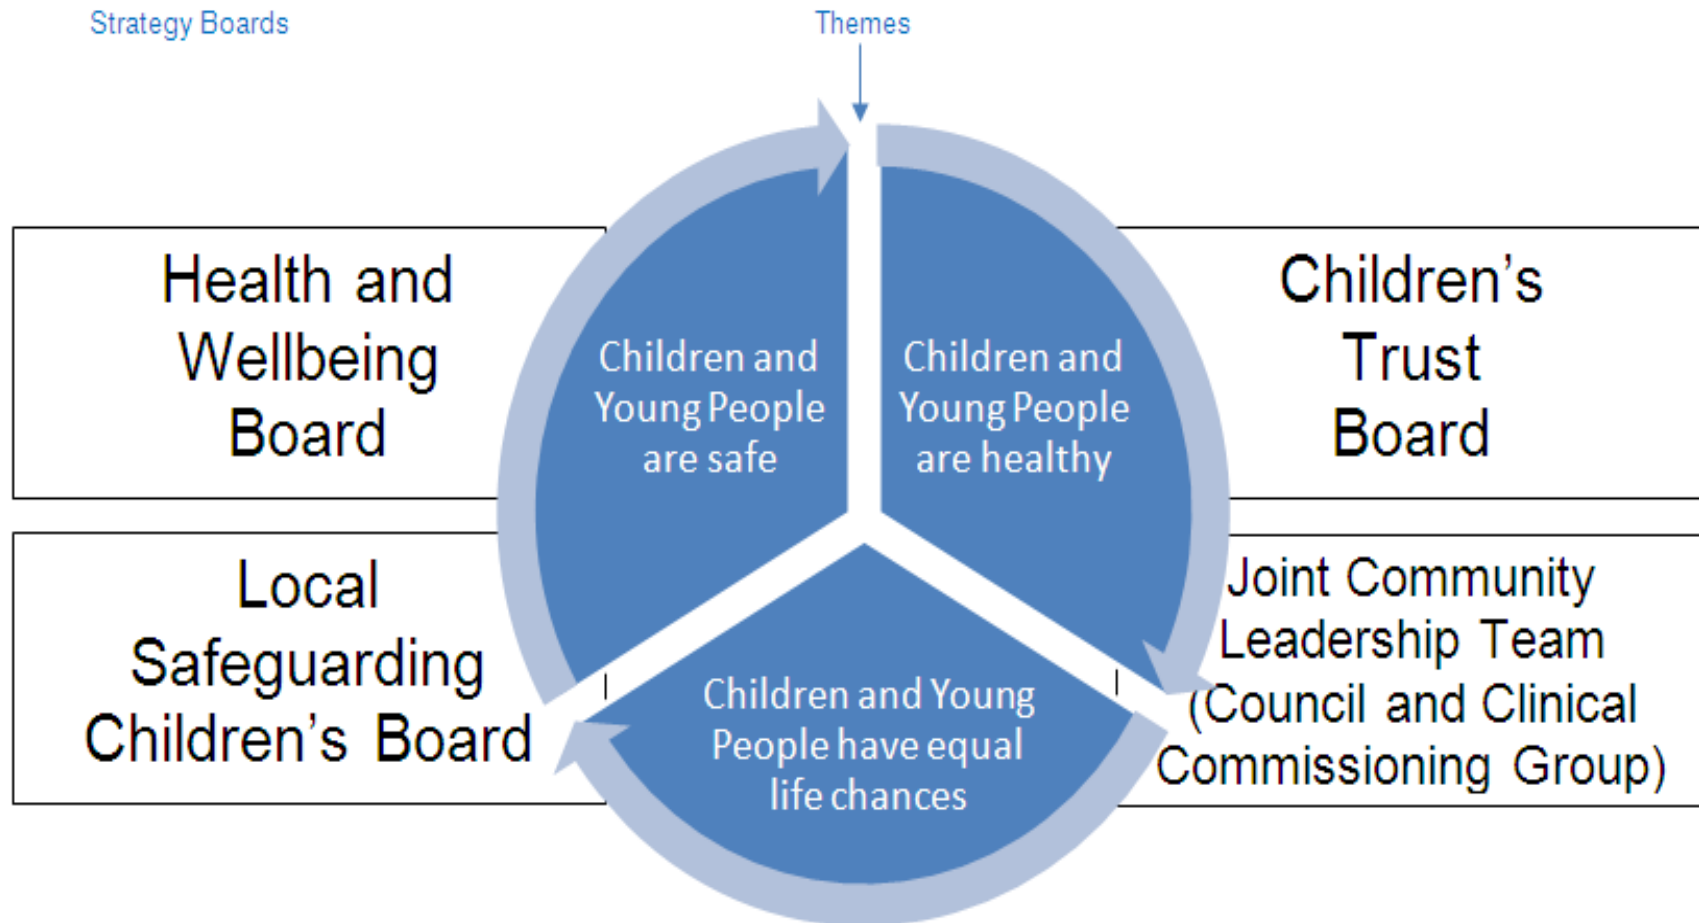 Strategy Boards
Themes
Health and
Wellbeing
Board
Children and
Young People
are safe
Children and
Young People
are healthy
Children’s
Trust
Board
Local
Safeguarding
Children’s Board
Children and Young
People have equal
life chances
Joint Community
Leadership Team
(Council and Clinical
Commissioning Group)